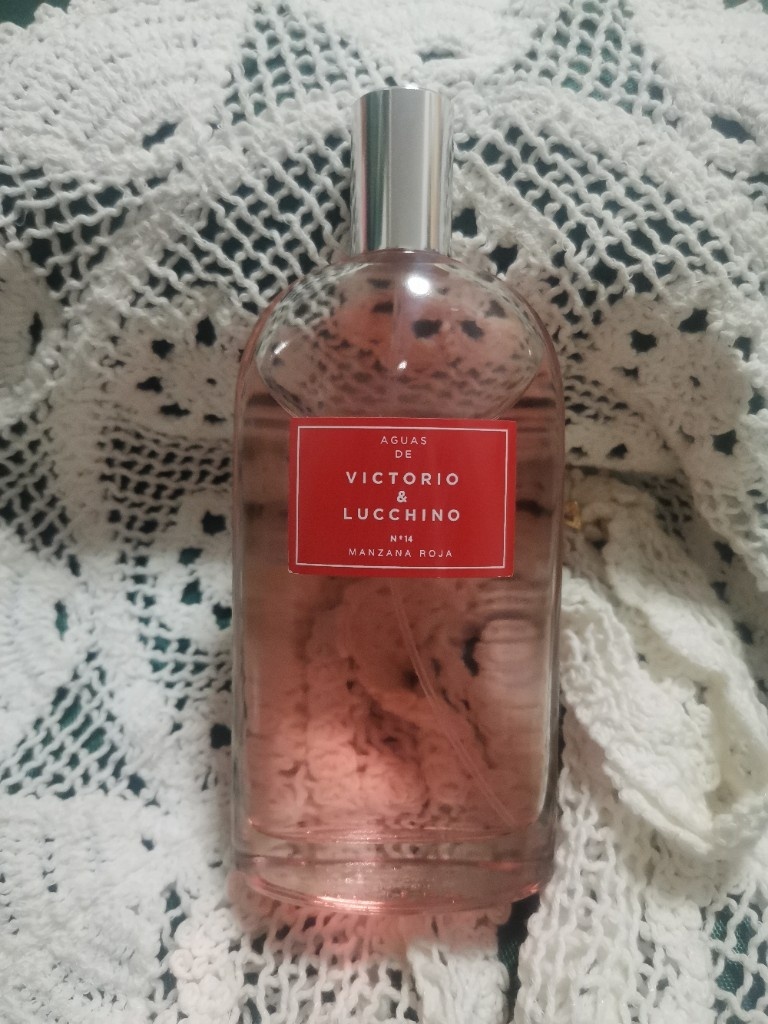 AGUAS
DE
VICTORIO
&
LUCCHINO
Nº14
MANZANA ROJA